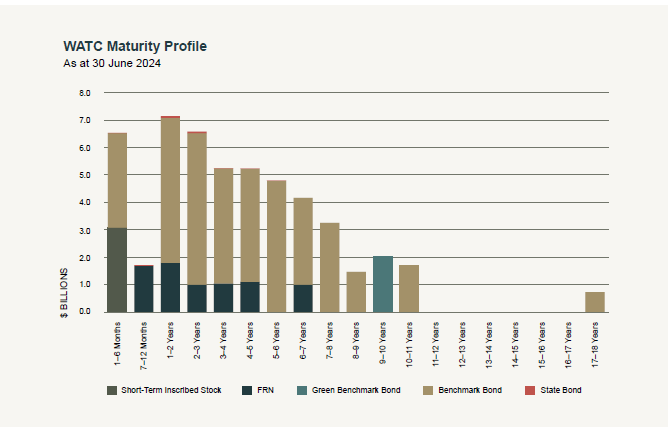 WATC Maturity Profile
As at 30 June 2024
8.0
7.0
6.0
5.0
4.0
3.0
2.0
1.0
0.0
$ BILLIONS
1–6 Months
7–12 Months
1–2 Years
2–3 Years
3–4 Years
4–5 Years
5–6 Years
6–7 Years
7–8 Years
8–9 Years
9–10 Years
10–11 Years
11–12 Years
12–13 Years
13–14 Years
14–15 Years
15–16 Years
16–17 Years
17–18 Years
Short-Term Inscribed Stock FRN Green Benchmark Bond Benchmark Bond State Bond